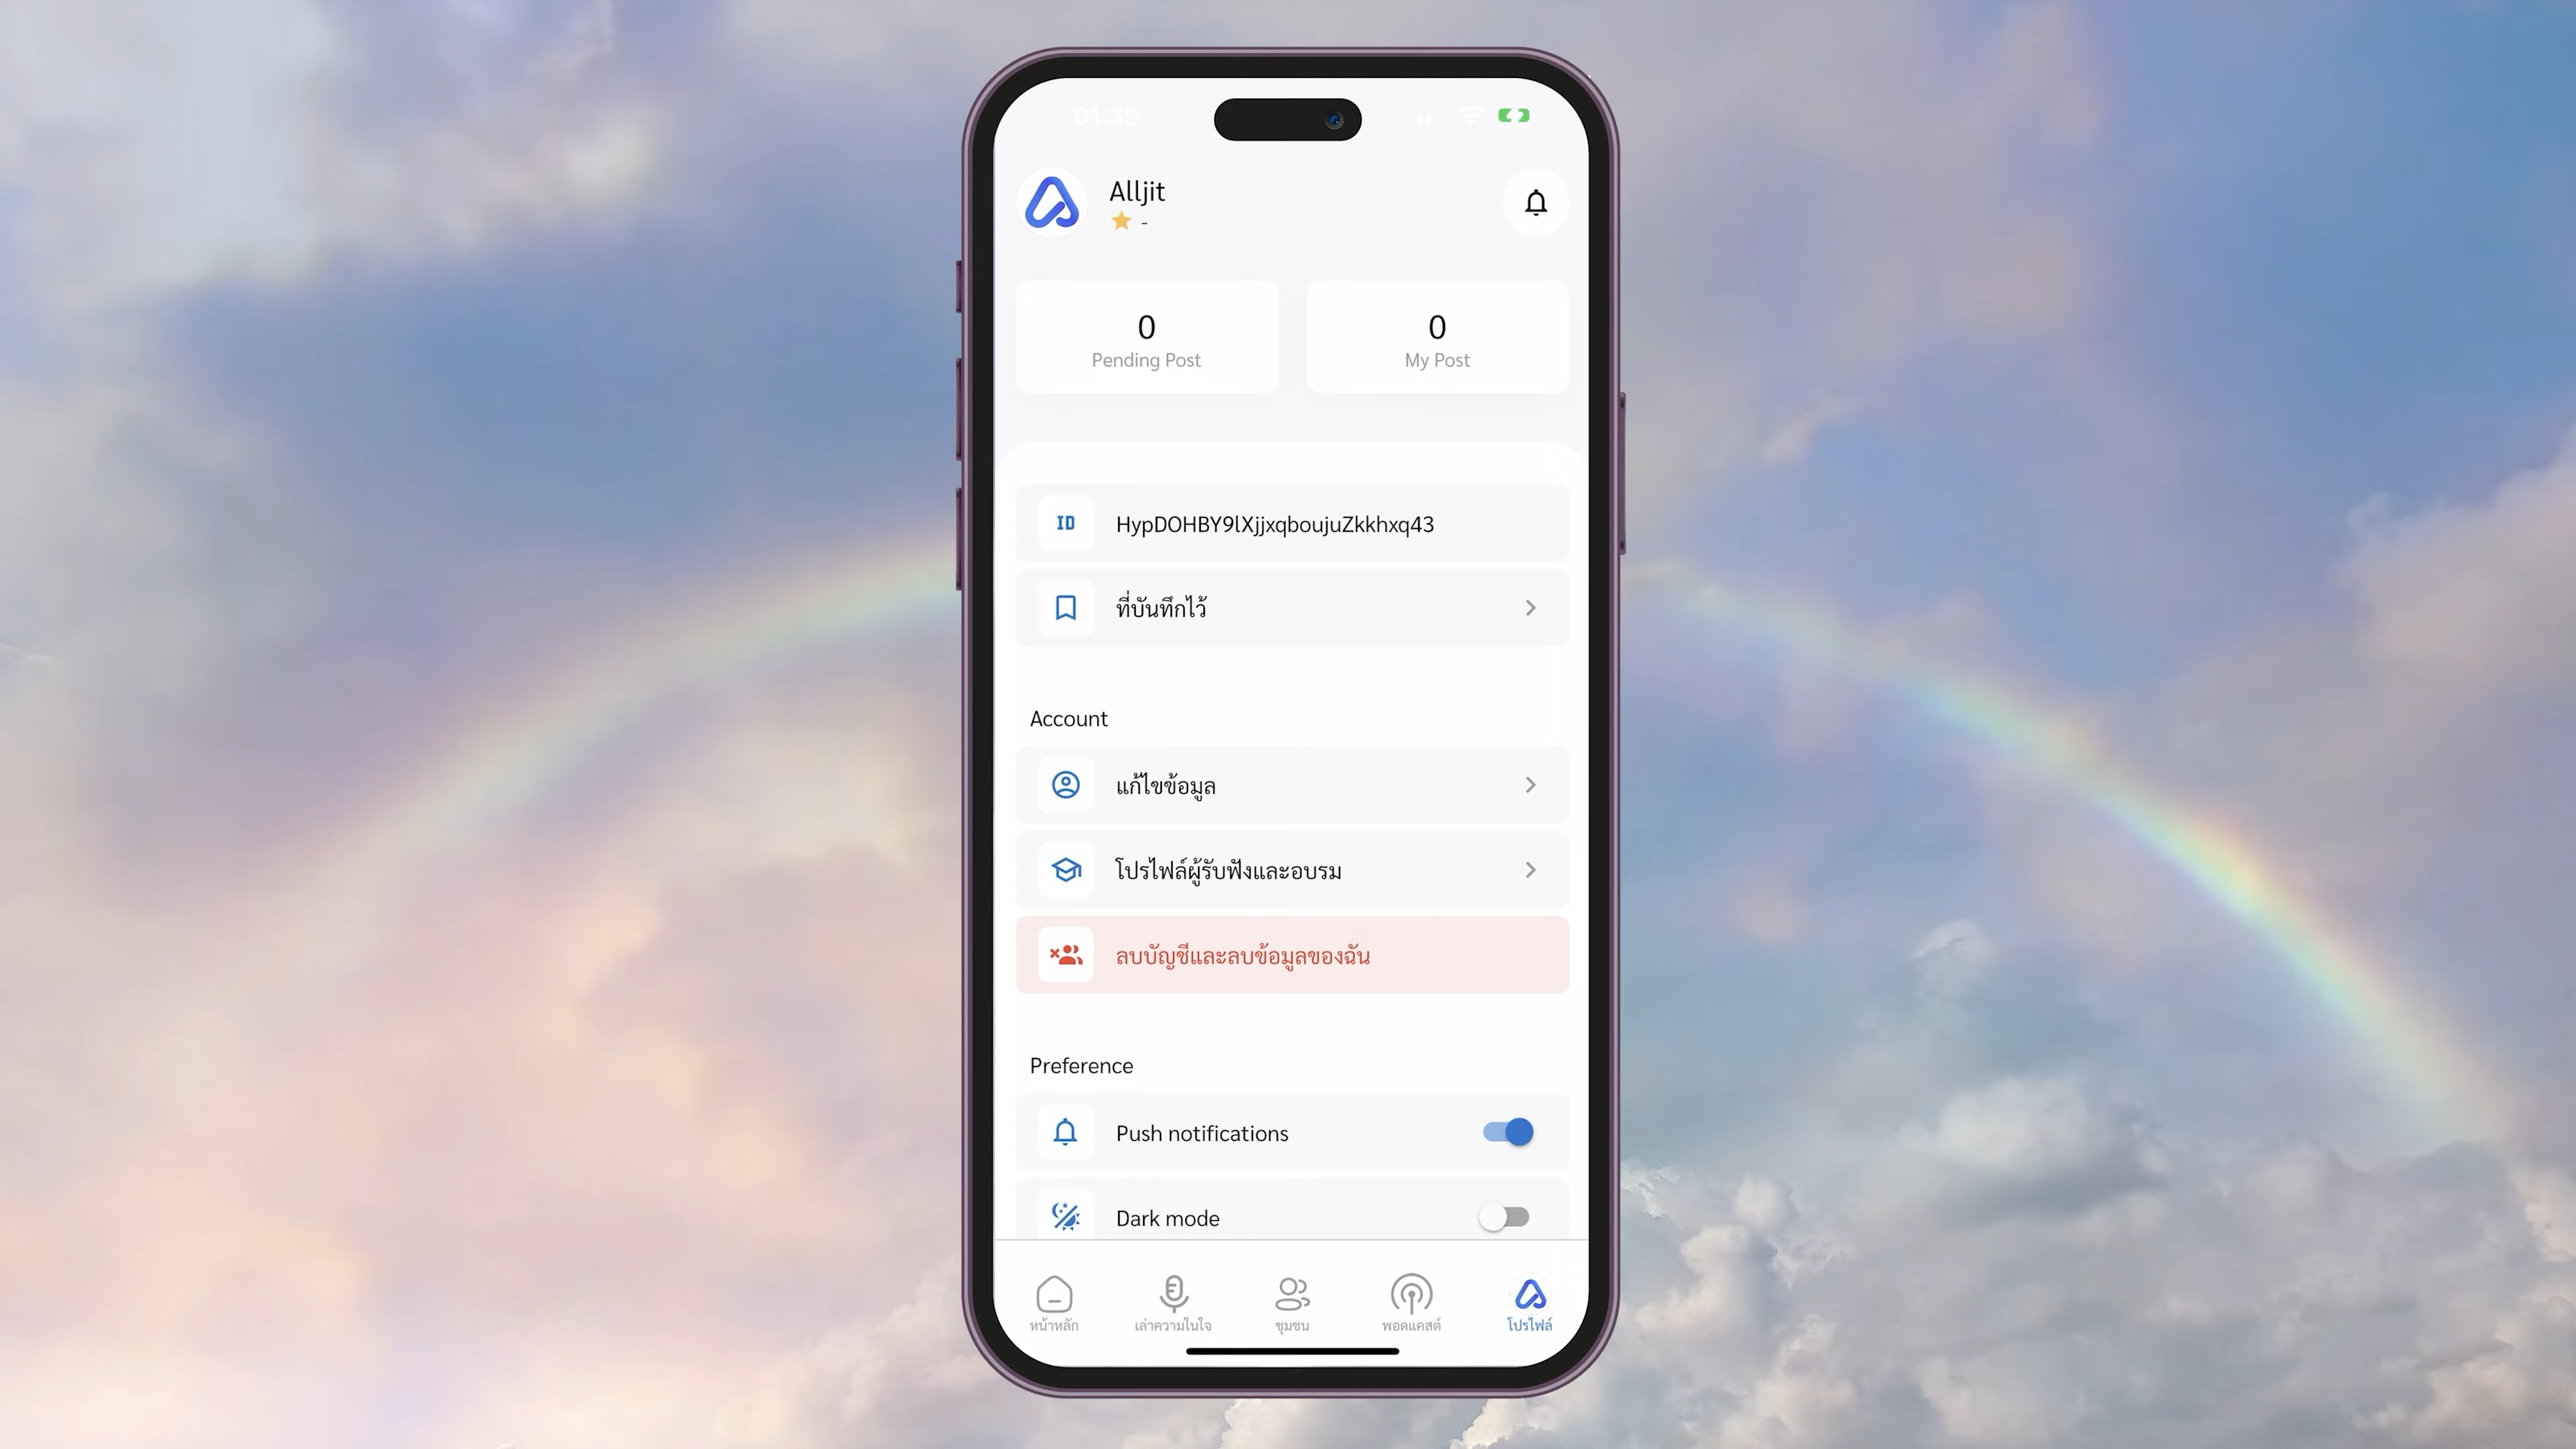 01:39
Alljit
-
0
Pending Post
0
My Post
ID
HypDOHBY9lXjjxqboujuZkkhxq43
ที่บันทึกไว้
Account
แก้ไขข้อมูล
โปรไฟล์ผู้รับฟังและอบรม
ลบบัญชีและลบข้อมูลของฉัน
Preference
Push notifications
Dark mode
หน้าหลัก
เล่าความในใจ
ชุมชน
พอดแคสต์
โปรไฟล์